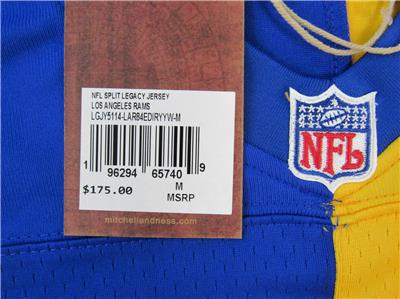 NFL SPLIT LEGACY JERSEY
LOS ANGELES RAMS
LGJY5114-LAR84EDIRYYW-M
1 96294 65740 9
$175.00
M
MSRP
mitchellandness.com
NFL